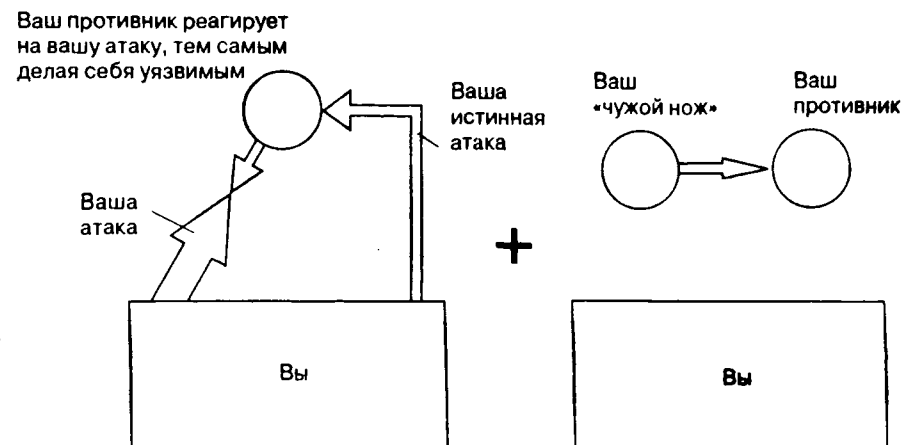 Ваш противник реагирует
на вашу атаку, тем самым
делая себя уязвимым
Ваша
истинная
атака
Ваша
атака
Вы
+
Ваш
«чужой нож»
Ваш
противник
Вы